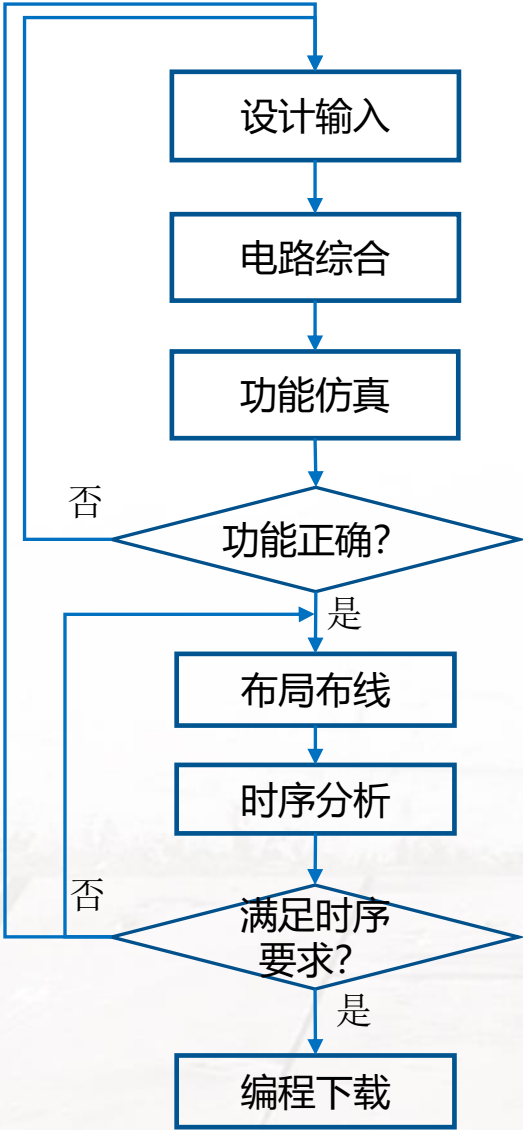 设计输入
电路综合
功能仿真
否
功能正确?
是
布局布线
时序分析
否
满足时序
要求?
是
编程下载